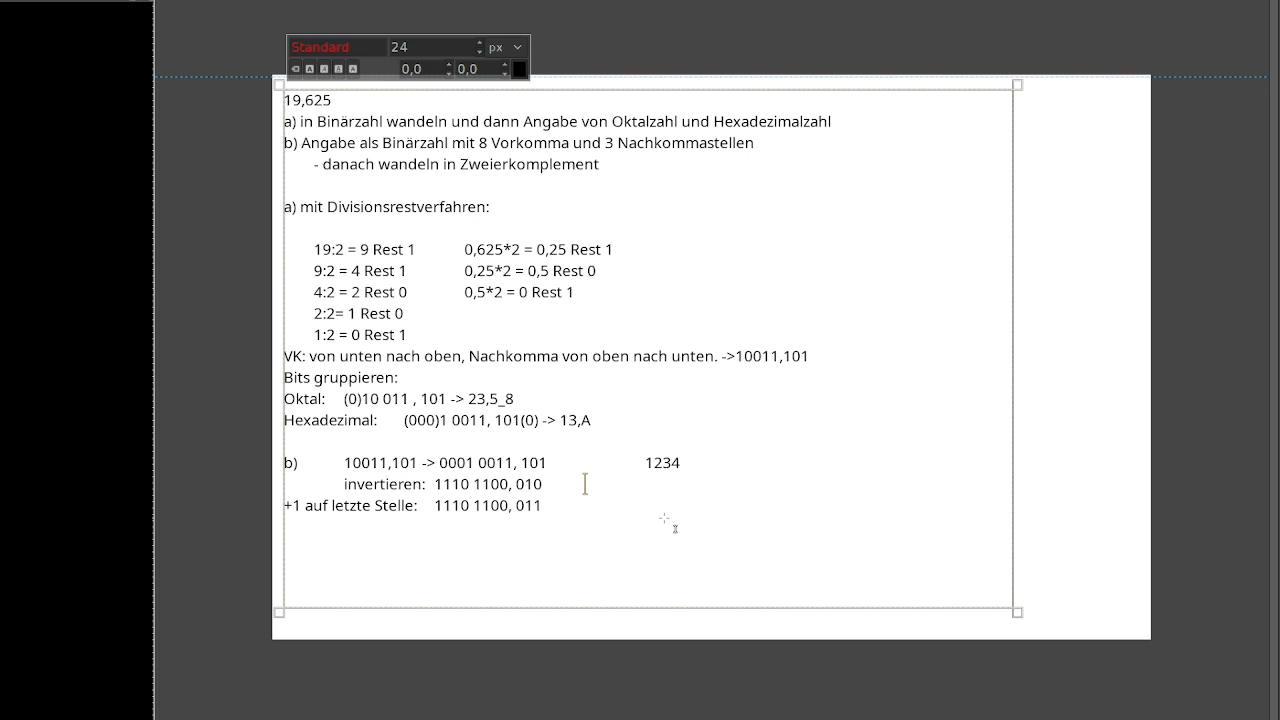 Standard 24 px
0,0 0,0
19,625
a) in Binärzahl wandeln und dann Angabe von Oktalzahl und Hexadezimalzahl
b) Angabe als Binärzahl mit 8 Vorkomma und 3 Nachkommastellen
- danach wandeln in Zweierkomplement
a) mit Divisionsrestverfahren:
19:2 = 9 Rest 1 0,625*2 = 0,25 Rest 1
9:2 = 4 Rest 1 0,25*2 = 0,5 Rest 0
4:2 = 2 Rest 0 0,5*2 = 0 Rest 1
2:2= 1 Rest 0
1:2 = 0 Rest 1
VK: von unten nach oben, Nachkomma von oben nach unten. ->10011,101
Bits gruppieren:
Oktal: (0)10 011 , 101 -> 23,5_8
Hexadezimal: (000)1 0011, 101(0) -> 13,A
b) 10011,101 -> 0001 0011, 101 1234
invertieren: 1110 1100, 010
+1 auf letzte Stelle: 1110 1100, 011